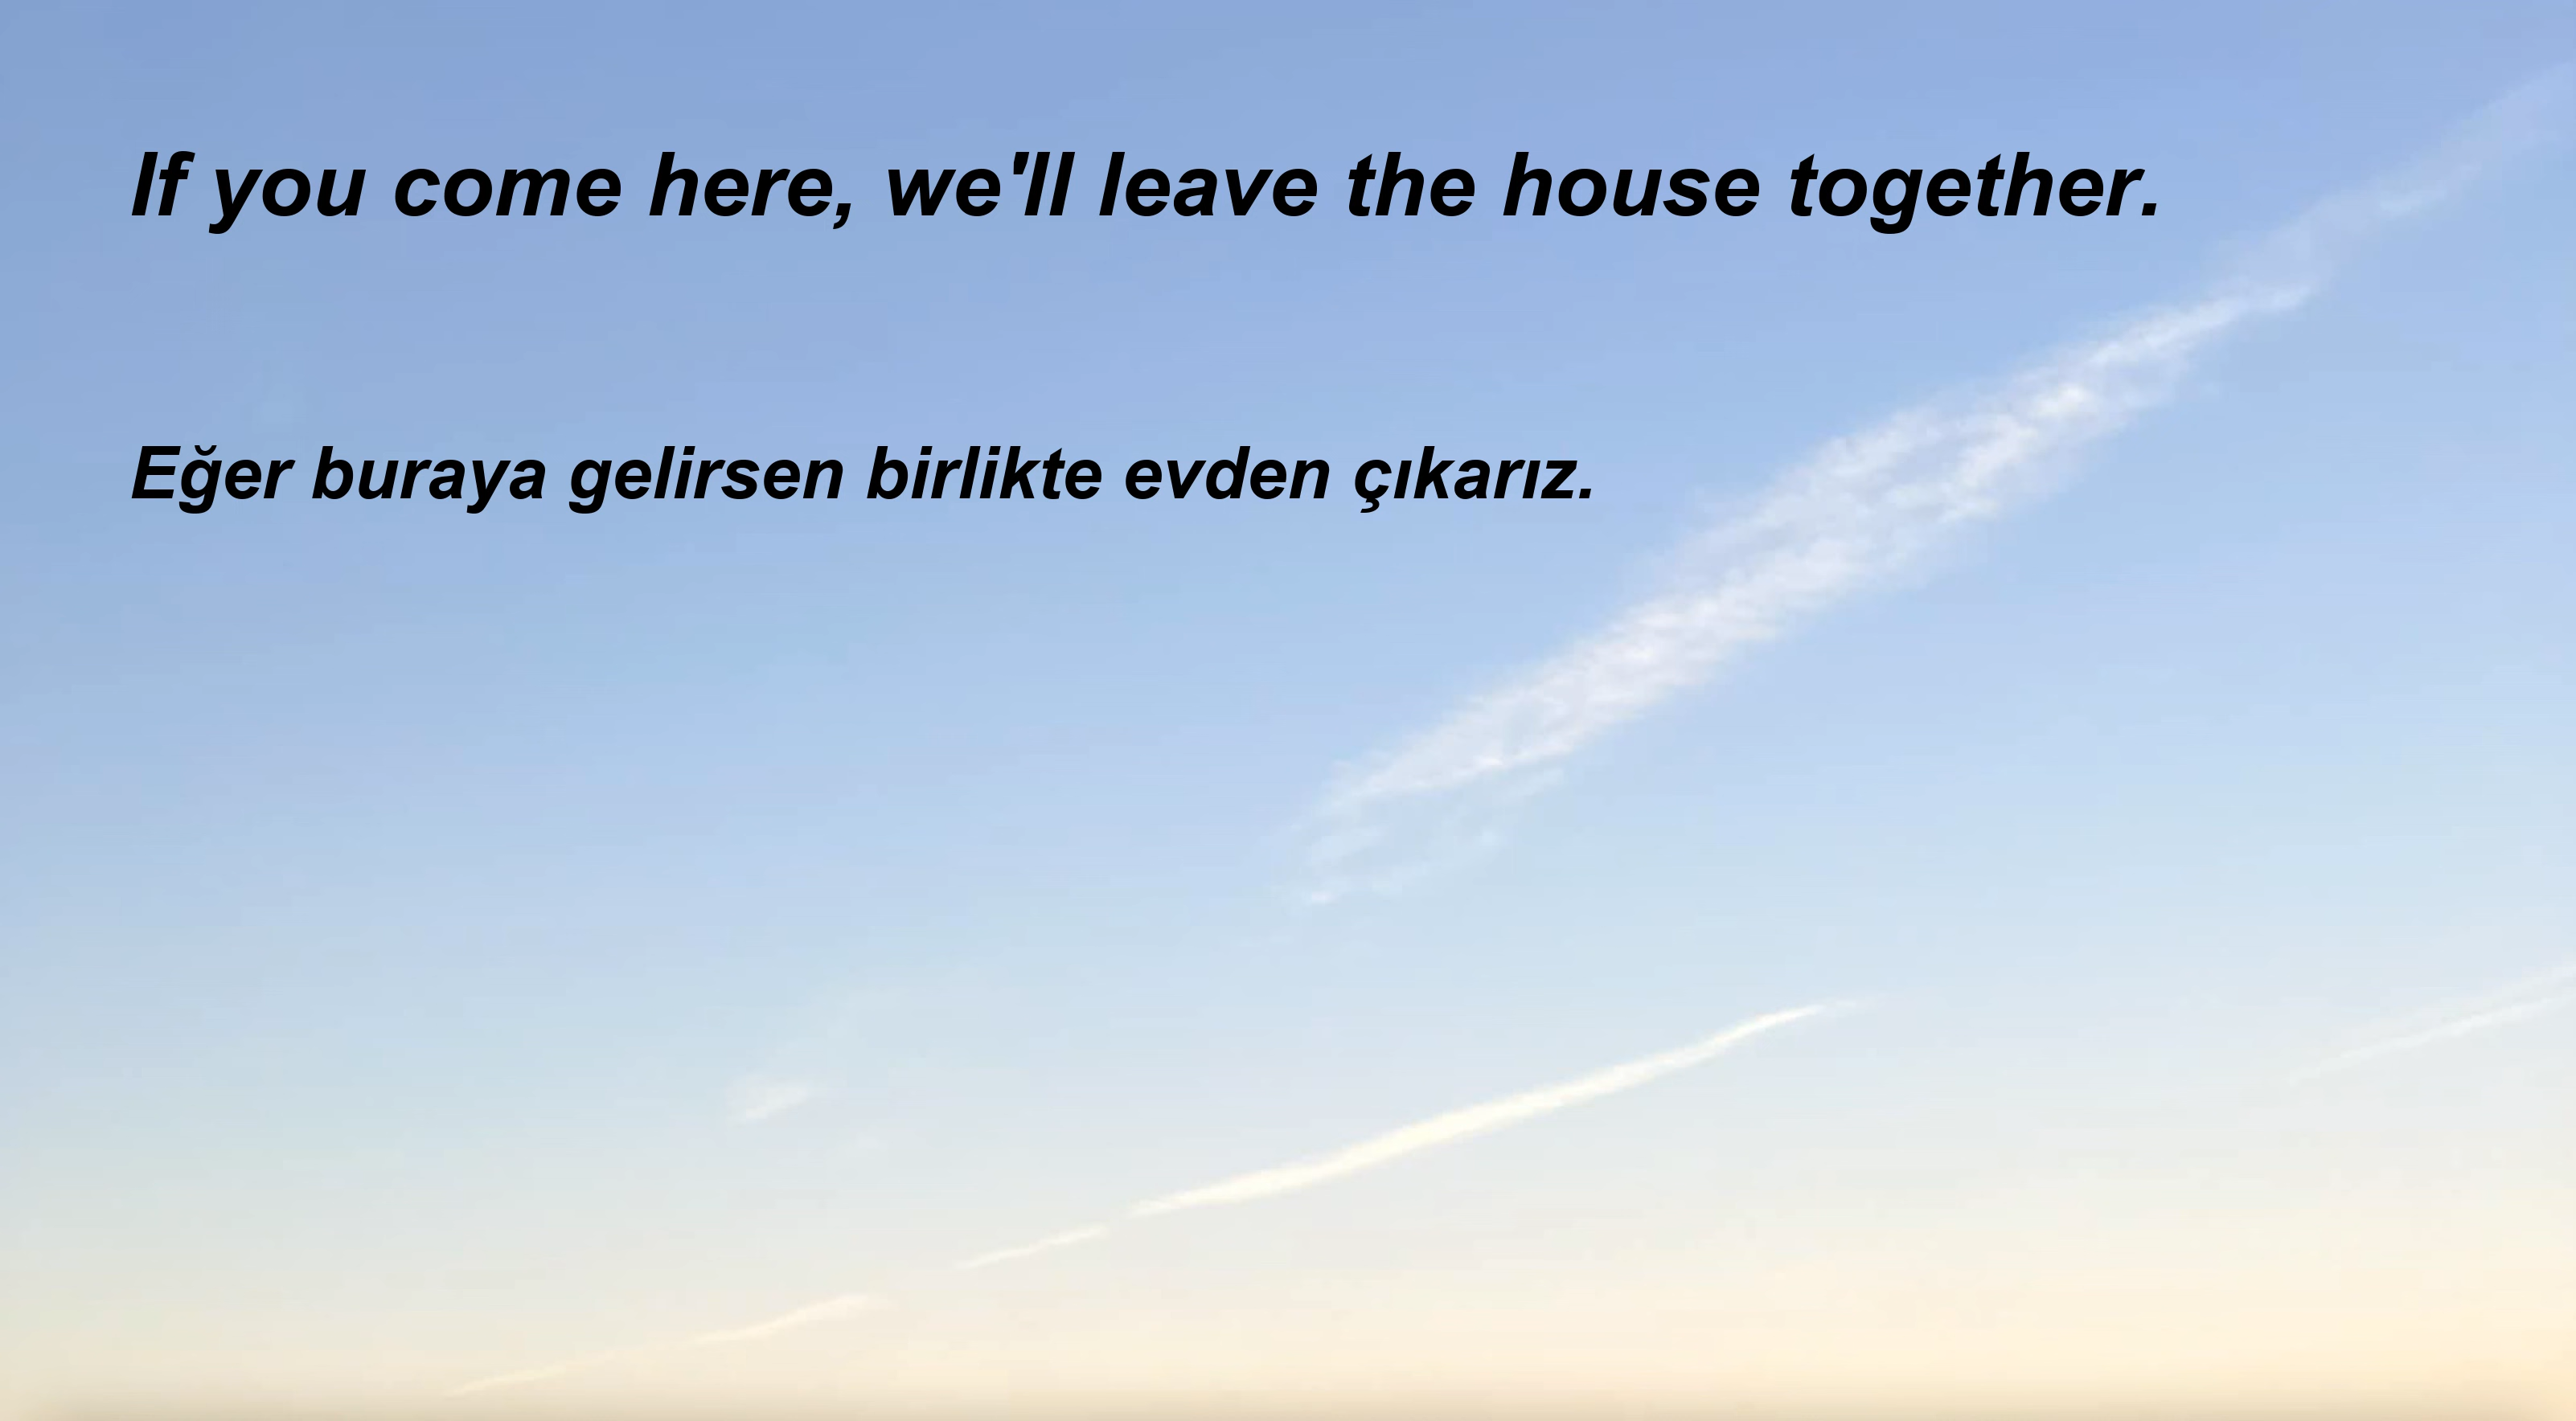 If you come here, we'll leave the house together.
Eğer buraya gelirsen birlikte evden çıkarız.